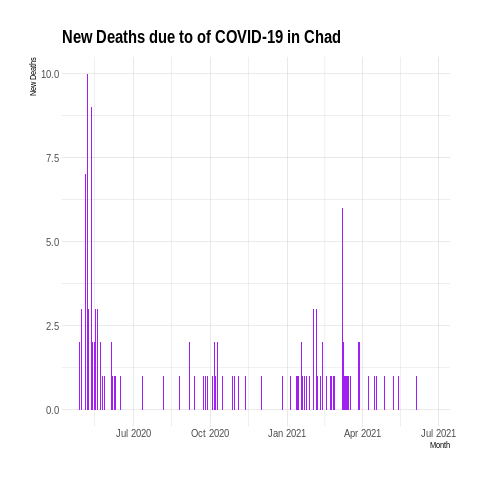 New Deaths due to of COVID-19 in Chad
New Deaths
10.0
7.5
5.0
2.5
0.0
Jul 2020 Oct 2020 Jan 2021 Apr 2021 Jul 2021
Month